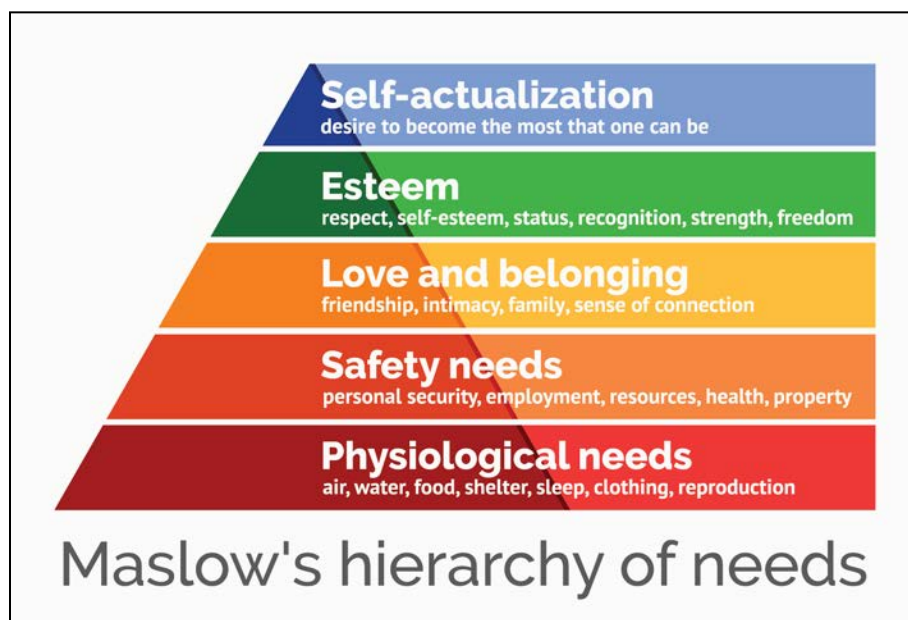 Self-actualization
desire to become the most that one can be
Esteem
respect, self-esteem, status, recognition, strength, freedom
Love and belonging
friendship, intimacy, family, sense of connection
Safety needs
personal security, employment, resources, health, property
Physiological needs
air, water, food, shelter, sleep, clothing, reproduction
Maslow's hierarchy of needs